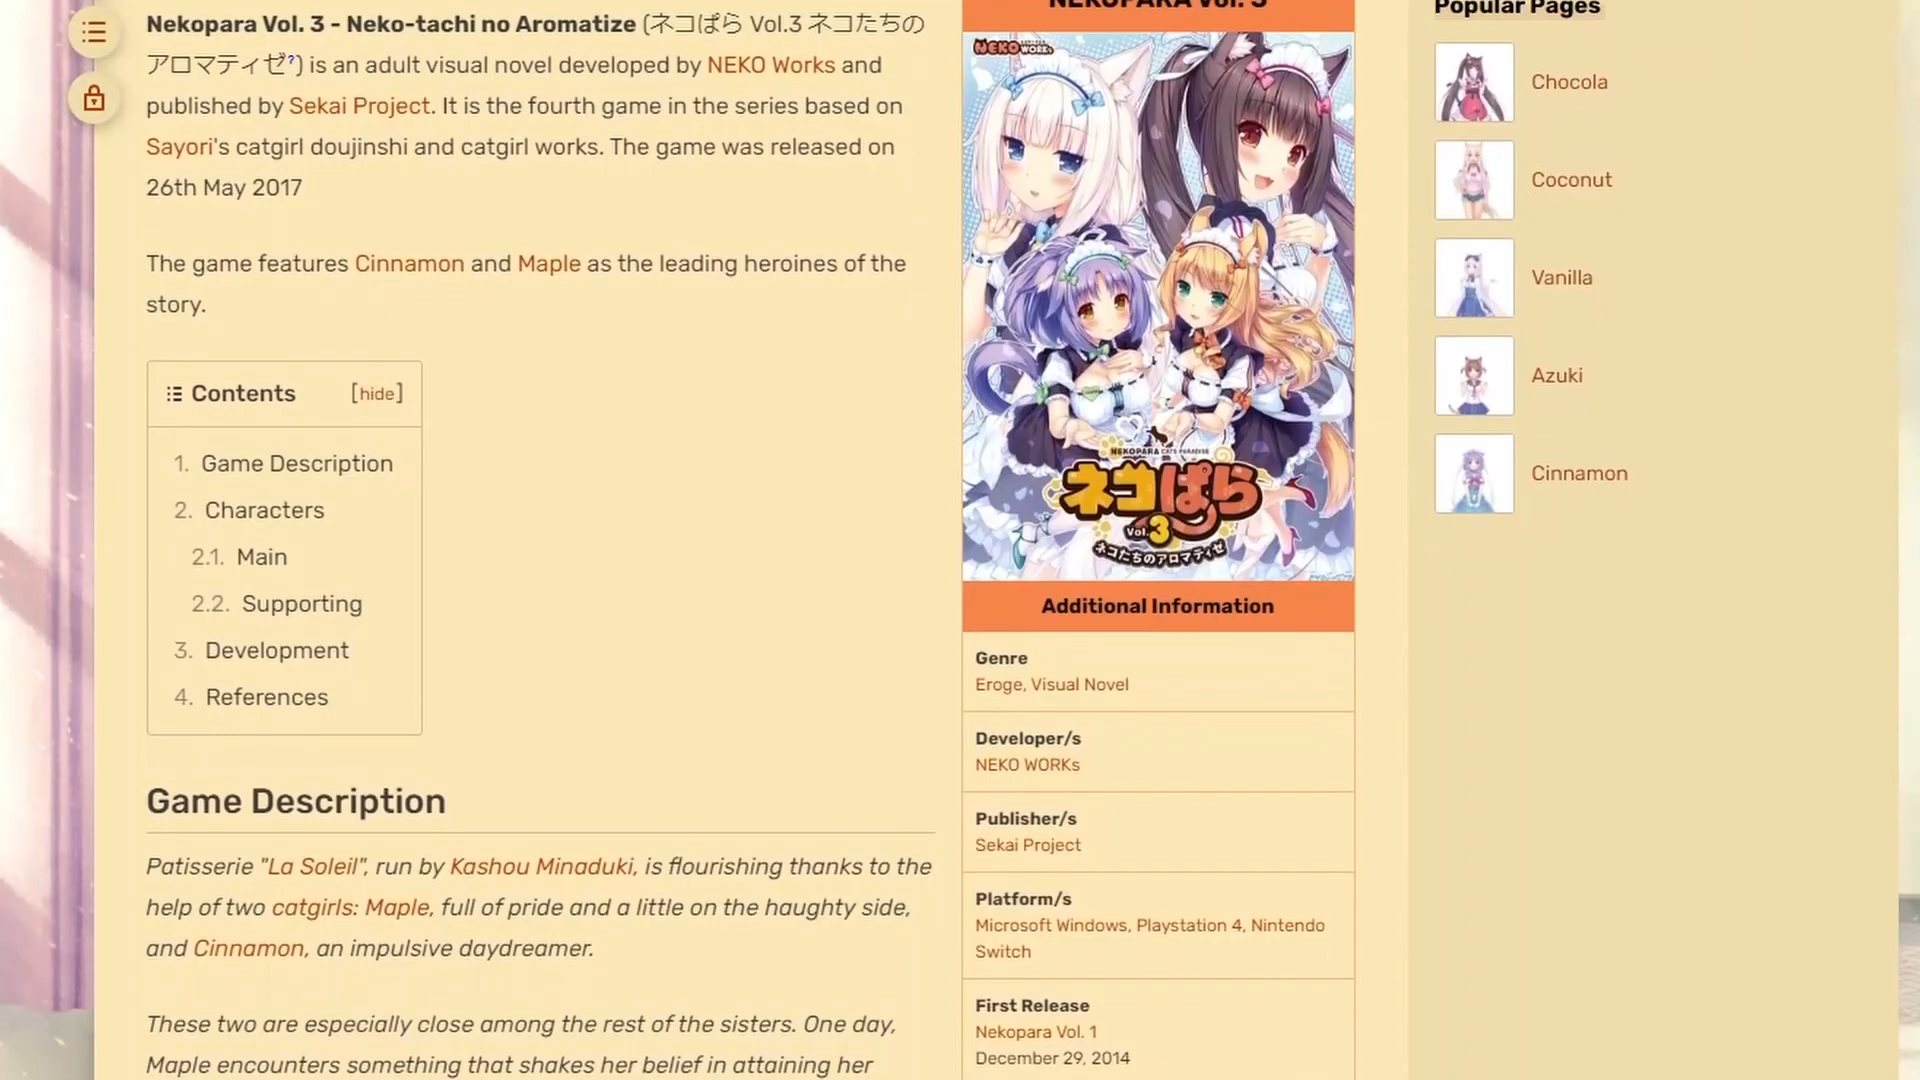 Nekopara Vol. 3 - Neko-tachi no Aromatize (ネコぱら Vol.3 ネコたちの
アロマティゼ?) is an adult visual novel developed by NEKO Works and
published by Sekai Project. It is the fourth game in the series based on
Sayori's catgirl doujinshi and catgirl works. The game was released on
26th May 2017
The game features Cinnamon and Maple as the leading heroines of the
story.
Contents [hide]
1. Game Description
2. Characters
2.1. Main
2.2. Supporting
3. Development
4. References
Game Description
Patisserie "La Soleil", run by Kashou Minaduki, is flourishing thanks to the
help of two catgirls: Maple, full of pride and a little on the haughty side,
and Cinnamon, an impulsive daydreamer.
These two are especially close among the rest of the sisters. One day,
Maple encounters something that shakes her belief in attaining her
NEKOPARA Vol. 3
NEKO WORKs
NEKOPARA CATS PARADISE
ネコぱら
Vol.3
ネコたちのアロマティゼ
Additional Information
Genre
Eroge, Visual Novel
Developer/s
NEKO WORKs
Publisher/s
Sekai Project
Platform/s
Microsoft Windows, Playstation 4, Nintendo
Switch
First Release
Nekopara Vol. 1
December 29, 2014
Popular Pages
Chocola
Coconut
Vanilla
Azuki
Cinnamon